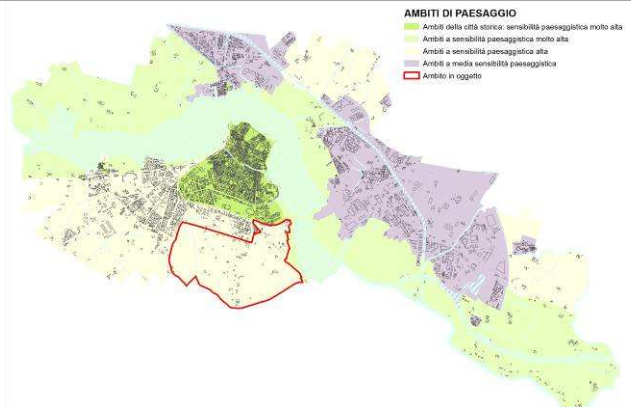 AMBITI DI PAESAGGIO
Ambiti della città storica: sensibilità paesaggistica molto alta
Ambiti a sensibilità paesaggistica molto alta
Ambiti a sensibilità paesaggistica alta
Ambiti a media sensibilità paesaggistica
Ambito in oggetto